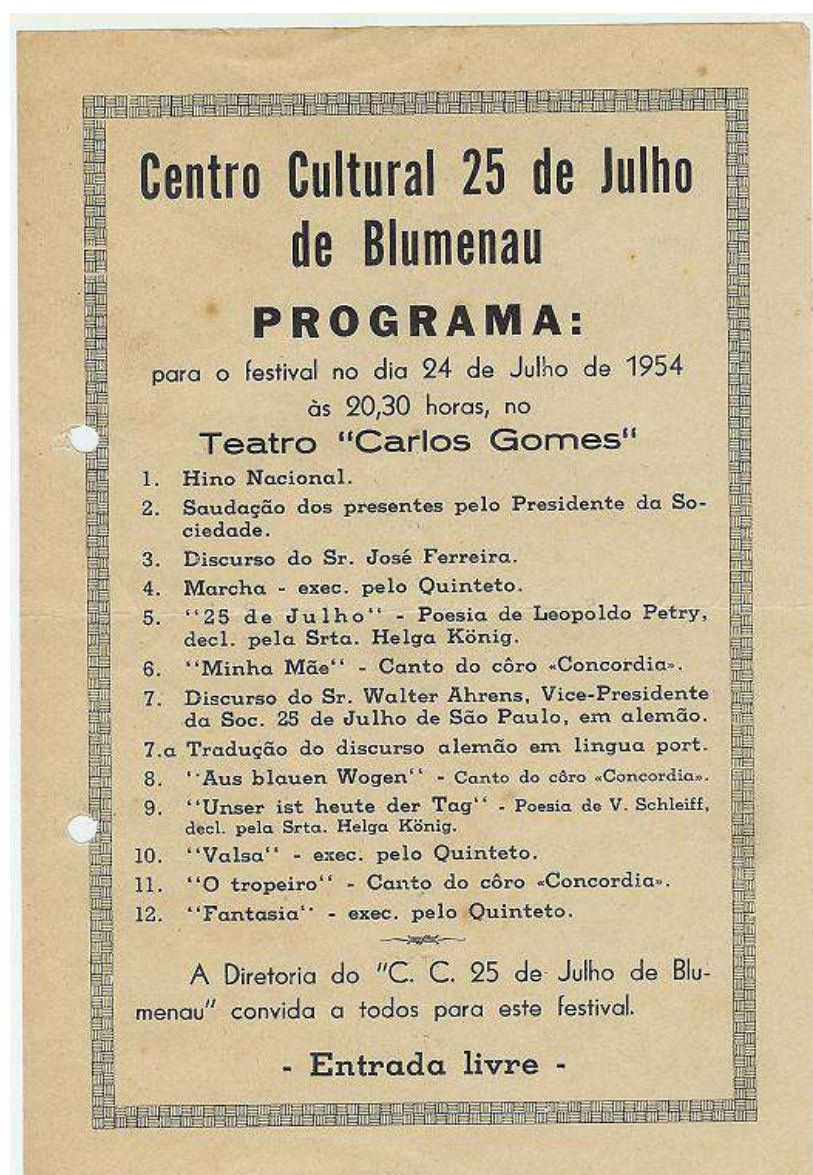 Centro Cultural 25 de Julho
de Blumenau
PROGRAMA:
para o festival no dia 24 de Julho de 1954
às 20,30 horas, no
Teatro "Carlos Gomes"
1. Hino Nacional.
2. Saudação dos presentes pelo Presidente da So-
ciedade.
3. Discurso do Sr. José Ferreira.
4. Marcha - exec. pelo Quinteto.
5. "25 de Julho" - Poesia de Leopoldo Petry,
decl. pela Srta. Helga König.
6. "Minha Mãe" - Canto do côro «Concordia».
7. Discurso do Sr. Walter Ahrens, Vice-Presidente
da Soc. 25 de Julho de São Paulo, em alemão.
7.a Tradução do discurso alemão em lingua port.
8. "Aus blauen Wogen" - Canto do côro «Concordia».
9. "Unser ist heute der Tag" - Poesia de V. Schleiff,
decl. pela Srta. Helga König.
10. "Valsa" - exec. pelo Quinteto.
11. "O tropeiro" - Canto do côro «Concordia».
12. "Fantasia" - exec. pelo Quinteto.
A Diretoria do "C. C. 25 de Julho de Blu-
menau" convida a todos para este festival.
- Entrada livre -